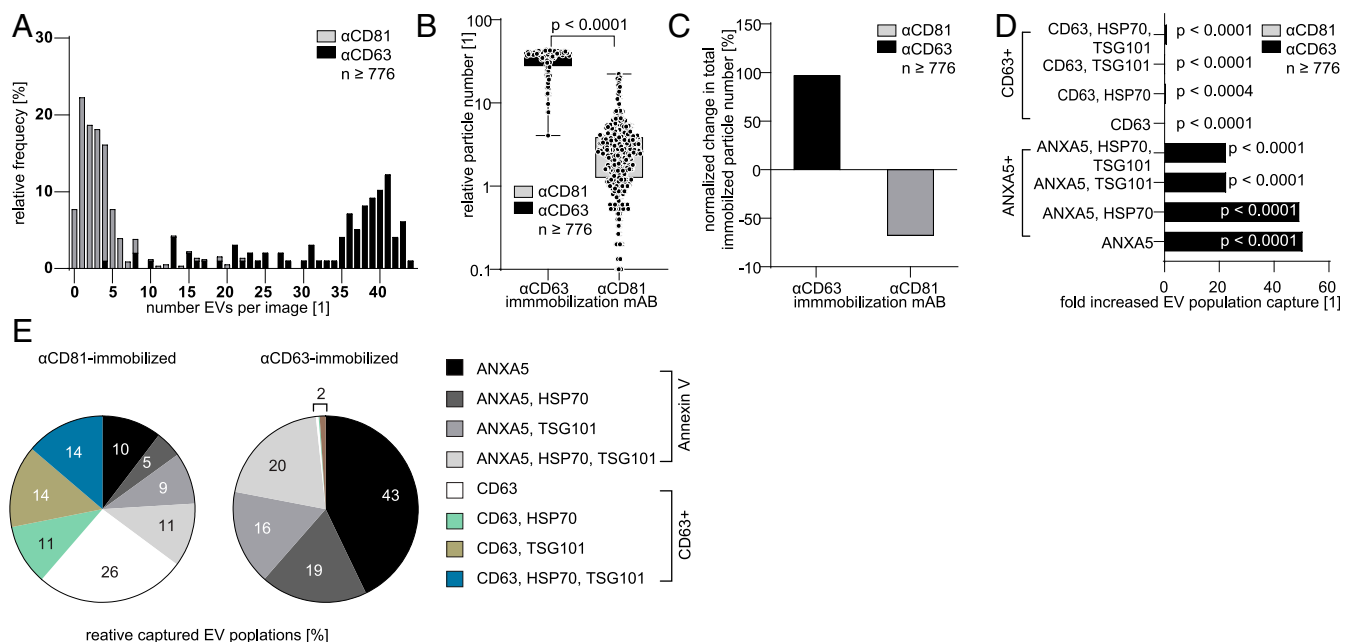 A
relative frequecy [%]
30
20
10
0
αCD81
αCD63
n ≥ 776
0 5 10 15 20 25 30 35 40
number EVs per image [1]
B
relative particle number [1]
p < 0.0001
100
10
1
0.1
αCD81
αCD63
n ≥ 776
αCD63 αCD81
immmobilization mAB
C
normalized change in total
immobilzed particle number [%]
150
100
50
0
-50
-10
αCD81
αCD63
n ≥ 776
αCD63 αCD81
immmobilization mAB
D
CD63+
ANXA5+
αCD81
αCD63
n ≥ 776
CD63, HSP70,
TSG101
p < 0.0001
CD63, TSG101
p < 0.0001
CD63, HSP70
p < 0.0004
CD63
p < 0.0001
ANXA5, HSP70,
TSG101
p < 0.0001
ANXA5, TSG101
p < 0.0001
ANXA5, HSP70
p < 0.0001
ANXA5
p < 0.0001
0 20 40 60
fold increased EV population capture [1]
E
αCD81-immobilized
10
5
9
11
26
11
14
14
αCD63-immobilized
2
43
19
16
20
ANXA5
ANXA5, HSP70
ANXA5, TSG101
ANXA5, HSP70, TSG101
Annexin V
CD63
CD63, HSP70
CD63, TSG101
CD63, HSP70, TSG101
CD63+
reative captured EV poplations [%]